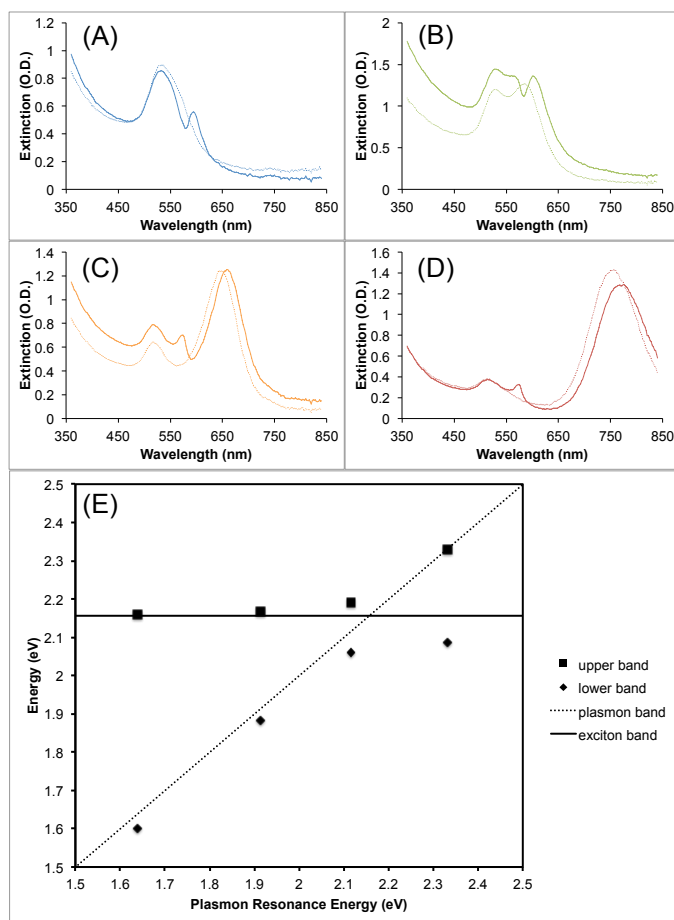 (A)
Extinction (O.D.)
1.2
1
0.8
0.6
0.4
0.2
0
350 450 550 650 750 850
Wavelength (nm)
(B)
Extinction (O.D.)
2
1.5
1
0.5
0
350 450 550 650 750 850
Wavelength (nm)
(C)
Extinction (O.D.)
1.4
1.2
1
0.8
0.6
0.4
0.2
0
350 450 550 650 750 850
Wavelength (nm)
(D)
Extinction (O.D.)
1.6
1.4
1.2
1
0.8
0.6
0.4
0.2
0
350 450 550 650 750 850
Wavelength (nm)
(E)
Energy (eV)
2.5
2.4
2.3
2.2
2.1
2
1.9
1.8
1.7
1.6
1.5
1.5 1.6 1.7 1.8 1.9 2 2.1 2.2 2.3 2.4 2.5
Plasmon Resonance Energy (eV)
upper band
lower band
plasmon band
exciton band